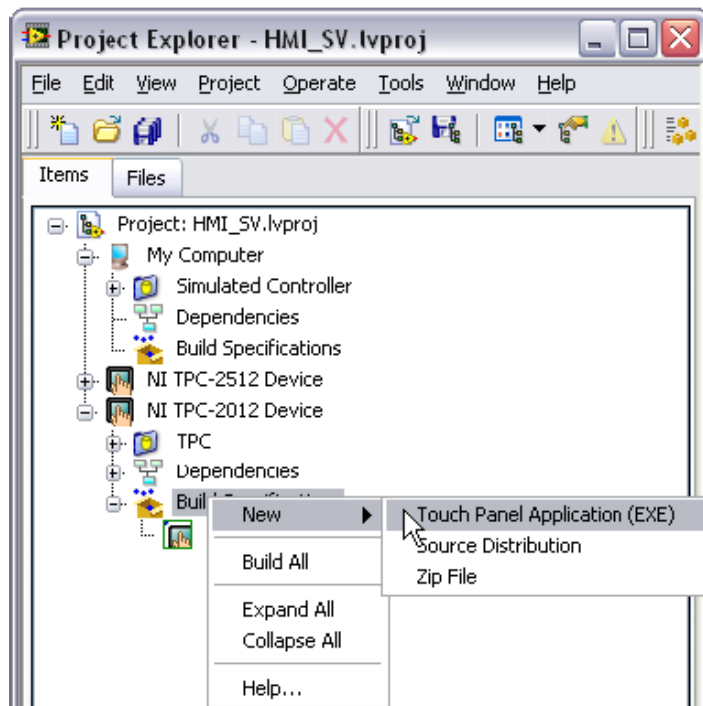 Project Explorer - HMI_SV.lvproj
File Edit View Project Operate Tools Window Help
Items Files
Project: HMI_SV.lvproj
My Computer
Simulated Controller
Dependencies
Build Specifications
NI TPC-2512 Device
NI TPC-2012 Device
TPC
Dependencies
Buil
New
Touch Panel Application (EXE)
Source Distribution
Build All
Zip File
Expand All
Collapse All
Help...